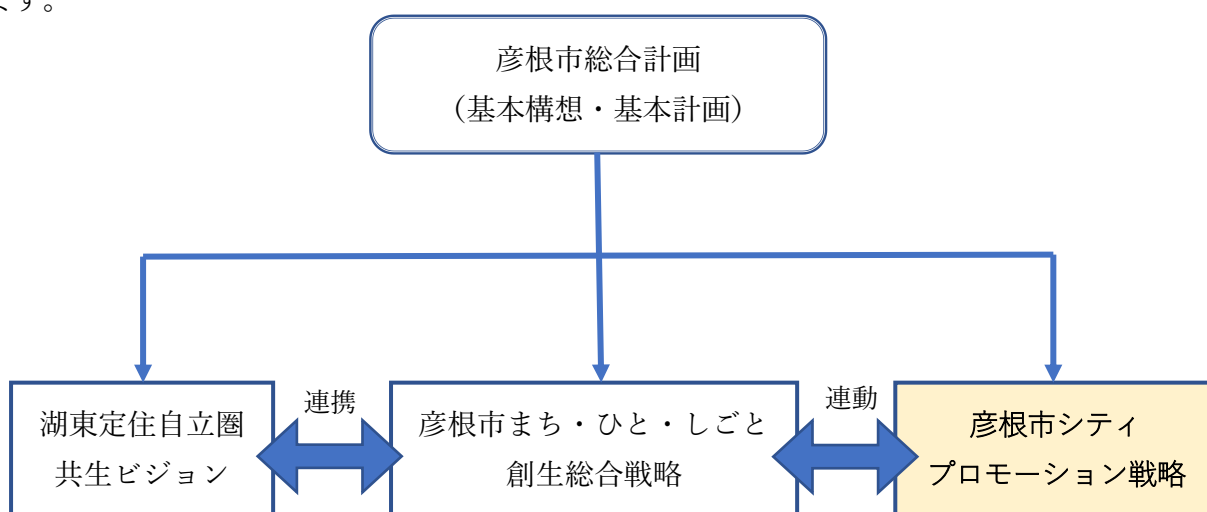 ます。
彦根市総合計画
(基本構想・基本計画)
連携
連動
湖東定住自立圏
共生ビジョン
彦根市まち・ひと・しごと
創生総合戦略
彦根市シティ
プロモーション戦略